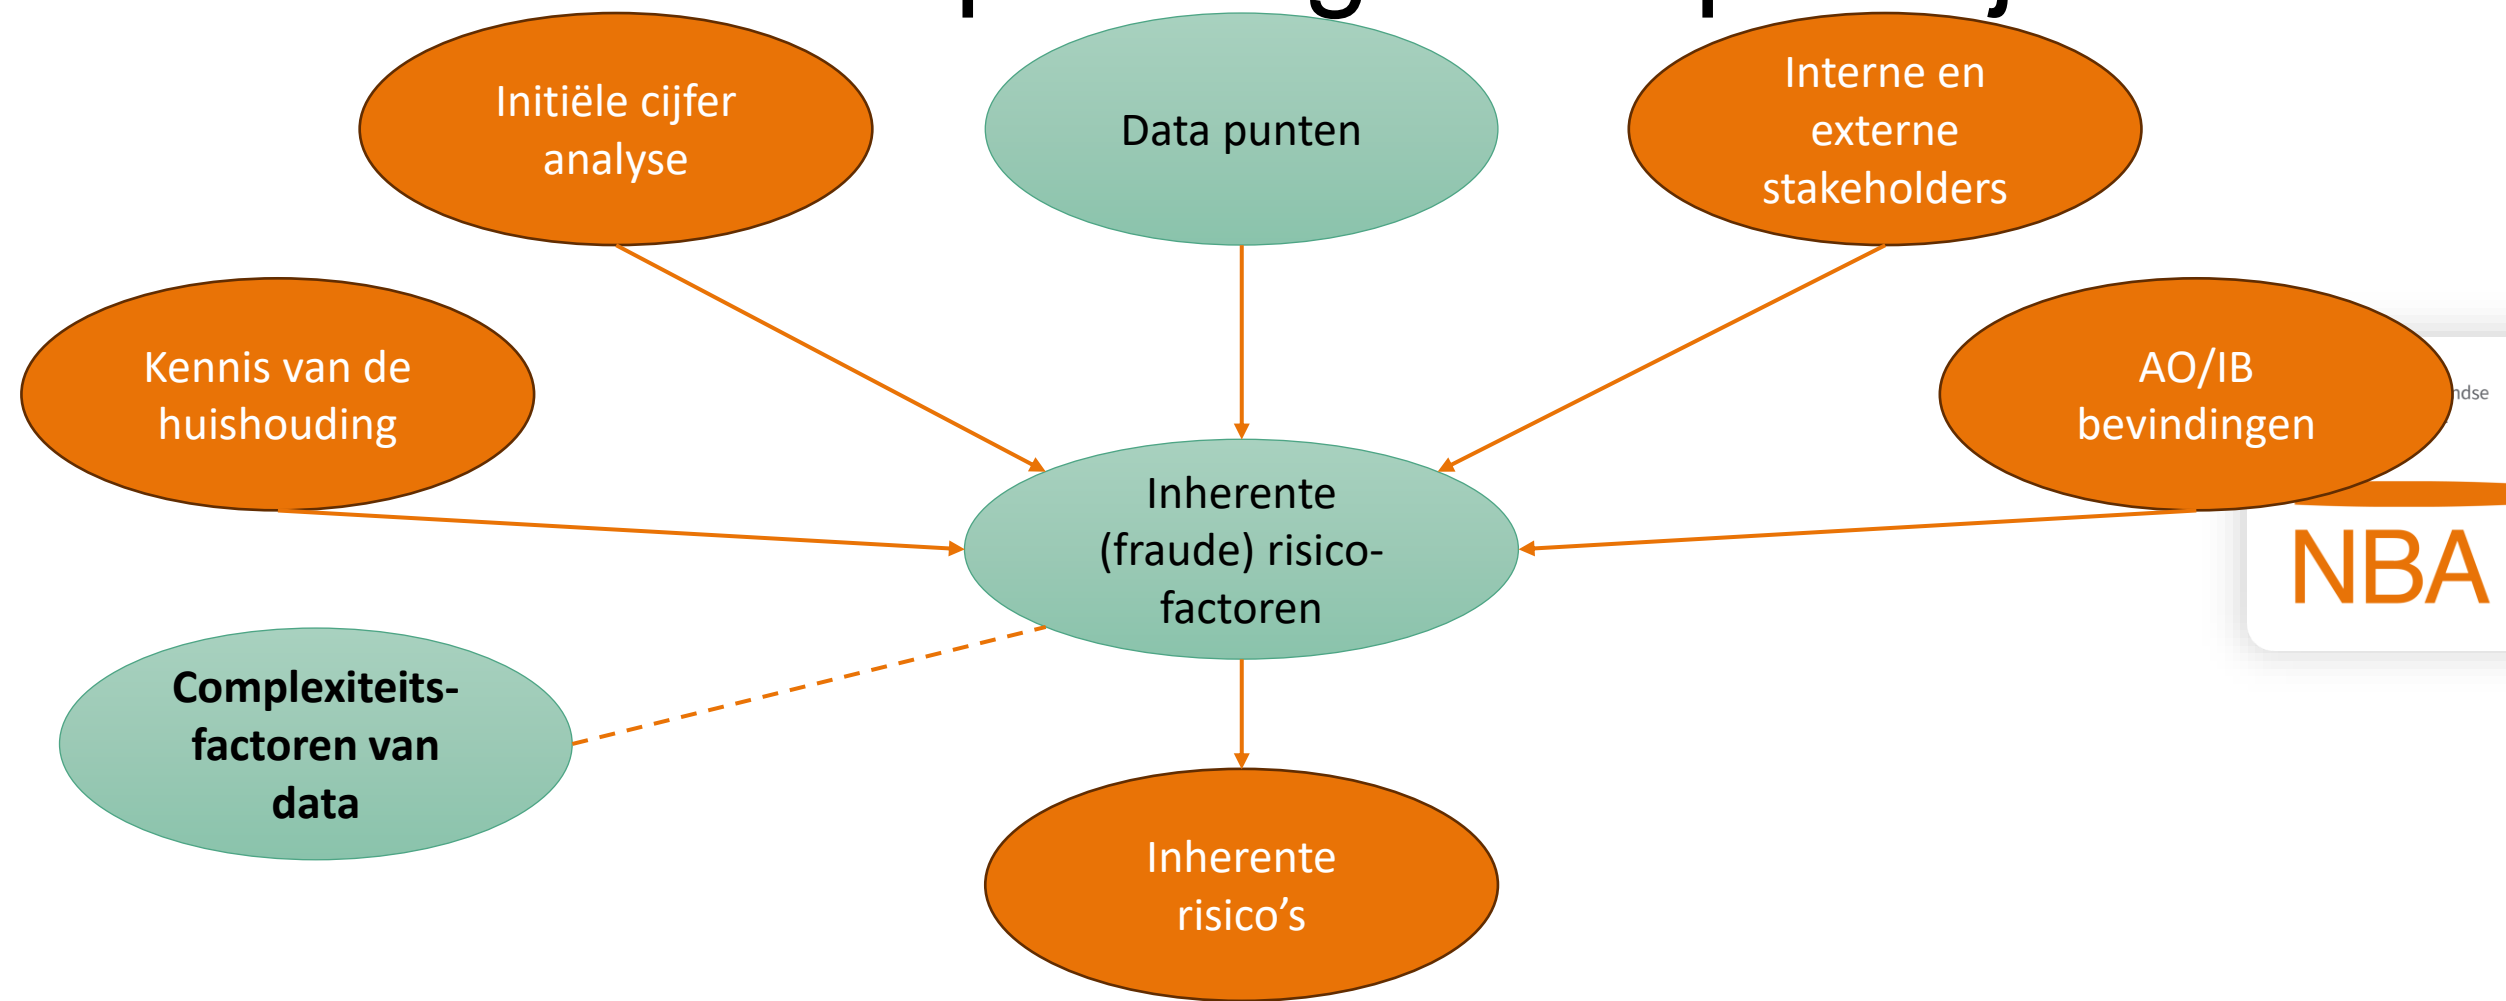 Initiële cijfer
analyse
Data punten
Interne en
externe
stakeholders
Kennis van de
huishouding
AO/IB
bevindingen
Inherente
(fraude) risico-
factoren
NBA
Complexiteits-
factoren van
data
Inherente
risico's